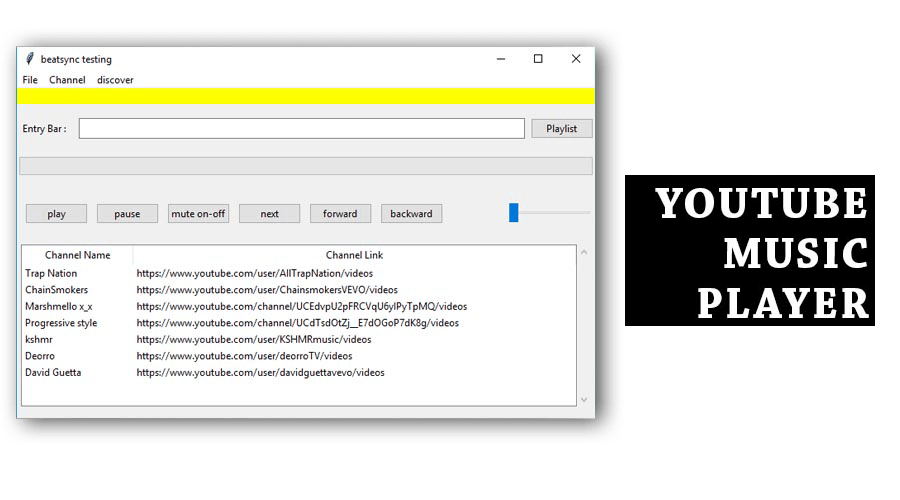 beatsync testing
File Channel discover
Entry Bar : Playlist
play pause mute on-off next forward backward
Channel Name Channel Link
Trap Nation https://www.youtube.com/user/AllTrapNation/videos
ChainSmokers https://www.youtube.com/user/ChainsmokersVEVO/videos
Marshmello x_x https://www.youtube.com/channel/UCEdvpU2pFRCVqU6yIPyTpMQ/videos
Progressive style https://www.youtube.com/channel/UCdTsdOtZj__E7dOGoP7dK8g/videos
kshmr https://www.youtube.com/user/KSHMRmusic/videos
Deorro https://www.youtube.com/user/deorroTV/videos
David Guetta https://www.youtube.com/user/davidguettavevo/videos
YOUTUBE
MUSIC
PLAYER